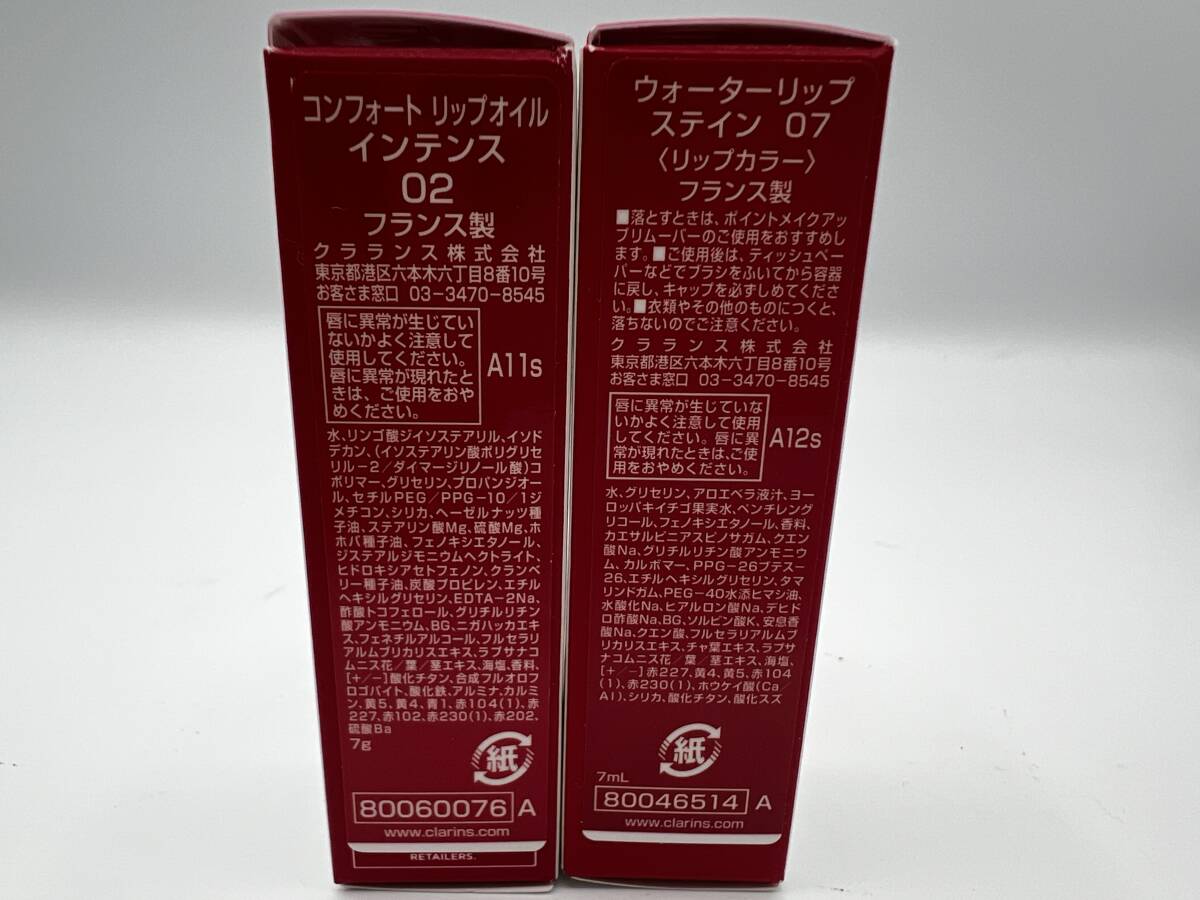 コンフォート リップオイル
インテンス
02
フランス製
クラランス株式会社
東京都港区六本木六丁目8番10号
お客さま窓口 03-3470-8545
唇に異常が生じてい
ないかよく注意して
使用してください。
唇に異常が現れたと
きは、ご使用をおや
めください。
A11s
水、リンゴ酸ジイソステアリル、イソド
デカン、(イソステアリン酸ポリグリセ
リル-2/ダイマージリノール酸)コ
ポリマー、グリセリン、プロパンジオー
ル、セチルPEG/PPG-10/1ジ
メチコン、シリカ、ヘーゼルナッツ種
子油、ステアリン酸Mg、硫酸Mg、ホ
ホバ種子油、フェノキシエタノール、
ジステアルジモニウムヘクトライト、
ヒドロキシアセトフェノン、クランベ
リー種子油、炭酸プロピレン、エチル
ヘキシルグリセリン、EDTA-2Na、
酢酸トコフェロール、グリチルリチン
酸アンモニウム、BG、ニガハッカエキ
ス、フェネチルアルコール、フルセラリ
アルムブリカリスエキス、ラプサナコ
ムニス花/葉/茎エキス、海塩、香料、
[+/-]酸化チタン、合成フルオロフ
ロゴパイト、酸化鉄、アルミナ、カルミ
ン、黄5、黄4、青1、赤104(1)、赤
227、赤102、赤230(1)、赤202、
硫酸Ba
7g
紙
80060076 A
www.clarins.com
RETAILERS.
ウォーターリップ
ステイン 07
〈リップカラー〉
フランス製
■落とすときは、ポイントメイクアッ
プリムーバーのご使用をおすすめし
ます。■ご使用後は、ティッシュペー
パーなどでブラシをふいてから容器
に戻し、キャップを必ずしめてくださ
い。■衣類やその他のものにつくと、
落ちないのでご注意ください。
クラランス株式会社
東京都港区六本木六丁目8番10号
お客さま窓口 03-3470-8545
唇に異常が生じていな
いかよく注意して使用
してください。唇に異
常が現れたときは、ご使
用をおやめください。
A12s
水、グリセリン、アロエベラ液汁、ヨー
ロッパキイチゴ果実水、ペンチレング
リコール、フェノキシエタノール、香料、
カエサルピニアスピノサガム、クエン
酸Na、グリチルリチン酸アンモニウ
ム、カルボマー、PPG-26ブテス-
26、エチルヘキシルグリセリン、タマ
リンドガム、PEG-40水添ヒマシ油、
水酸化Na、ヒアルロン酸Na、デヒド
ロ酢酸Na、BG、ソルビン酸K、安息香
酸Na、クエン酸、フルセラリアルムブ
リカリスエキス、チャ葉エキス、ラプサ
ナコムニス花/葉/茎エキス、海塩、
[+/-]赤227、黄4、黄5、赤104
(1)、赤230(1)、ホウケイ酸(Ca/
Al)、シリカ、酸化チタン、酸化スズ
紙
7mL
80046514 A
www.clarins.com